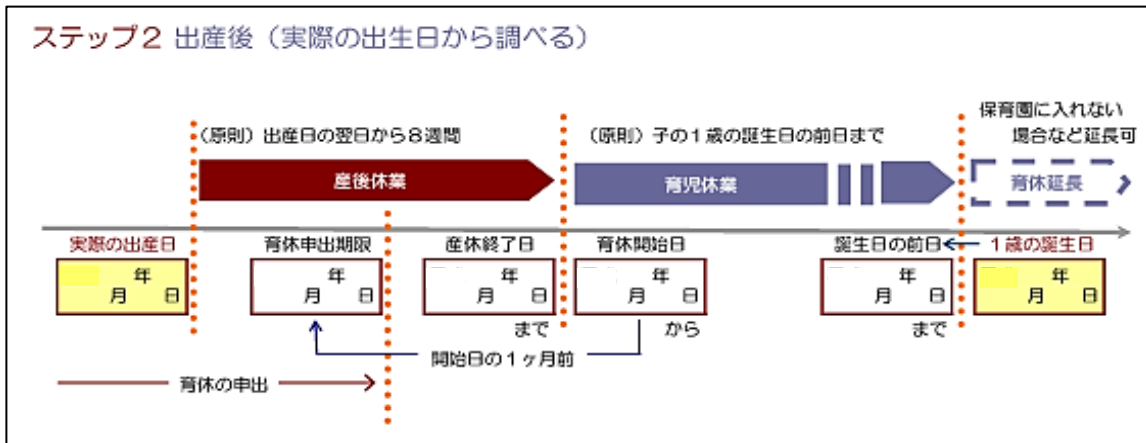 ステップ2 出産後（実際の出生日から調べる）
保育園に入れない
場合など延長可
（原則）出産日の翌日から８週間
（原則）子の１歳の誕生日の前日まで
産後休業
育児休業
育休延長
実際の出産日
年
月 日
育休申出期限
年
月 日
産休終了日
年
月 日
まで
育休開始日
年
月 日
から
誕生日の前日
年
月 日
まで
１歳の誕生日
年
月 日
開始日の１ヶ月前
育休の申出